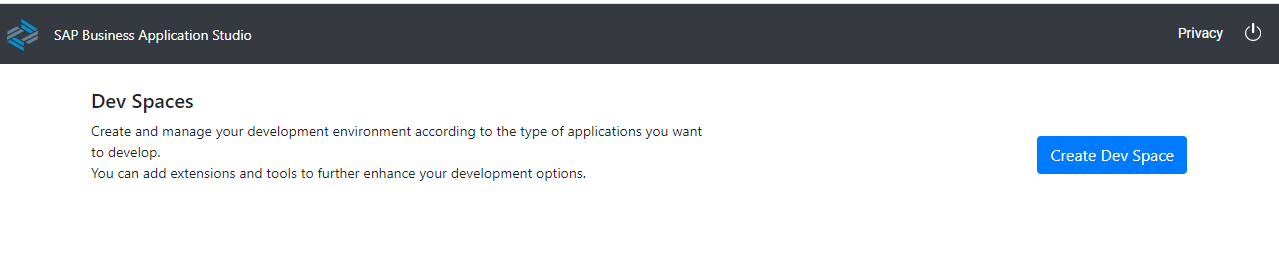 SAP Business Application Studio
Privacy
Dev Spaces
Create and manage your development environment according to the type of applications you want
to develop.
You can add extensions and tools to further enhance your development options.
Create Dev Space